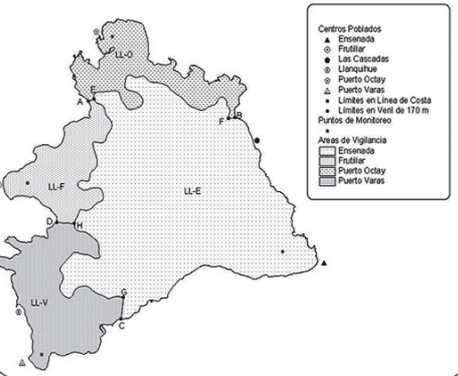 LL-O
E
A
B
F
LL-F
LL-E
D
H
G
LL-V
C
Centros Poblados
Ensenada
Frutillar
Las Cascadas
Llanquihue
Puerto Octay
Puerto Varas
Límites en Línea de Costa
Límites en Veril de 170 m
Puntos de Monitoreo
Areas de Vigilancia
Ensenada
Frutillar
Puerto Octay
Puerto Varas